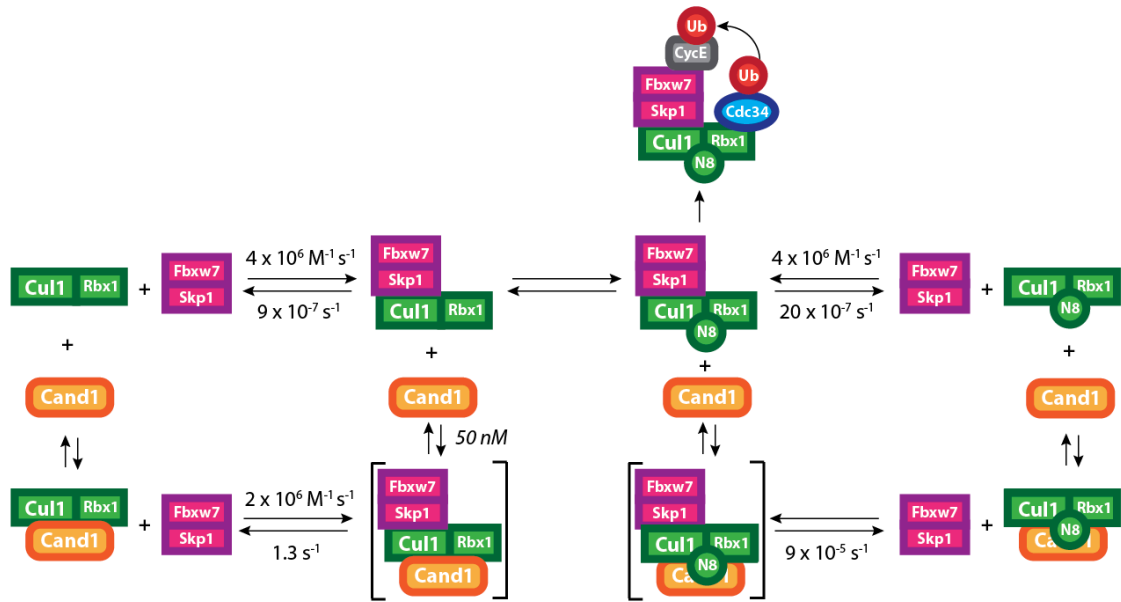 Ub
CycE
Ub
Fbxw7
Skp1
Cdc34
Cul1 Rbx1
N8
4 x 10⁶ M⁻¹ s⁻¹
Fbxw7
Skp1
Cul1 Rbx1
Fbxw7
Skp1
Cul1 Rbx1
N8
4 x 10⁶ M⁻¹ s⁻¹
Cul1 Rbx1 + Fbxw7
Skp1
9 x 10⁻⁷ s⁻¹
20 x 10⁻⁷ s⁻¹
Fbxw7
Skp1 + Cul1 Rbx1
N8
+ + + +
Cand1 Cand1 Cand1 Cand1
50 nM
Cul1 Rbx1
Cand1
+
Fbxw7
Skp1
2 x 10⁶ M⁻¹ s⁻¹
1.3 s⁻¹
Fbxw7
Skp1
Cul1 Rbx1
Cand1
Fbxw7
Skp1
Cul1 Rbx1
N8
9 x 10⁻⁵ s⁻¹
Fbxw7
Skp1
+
Cul1 Rbx1
N8